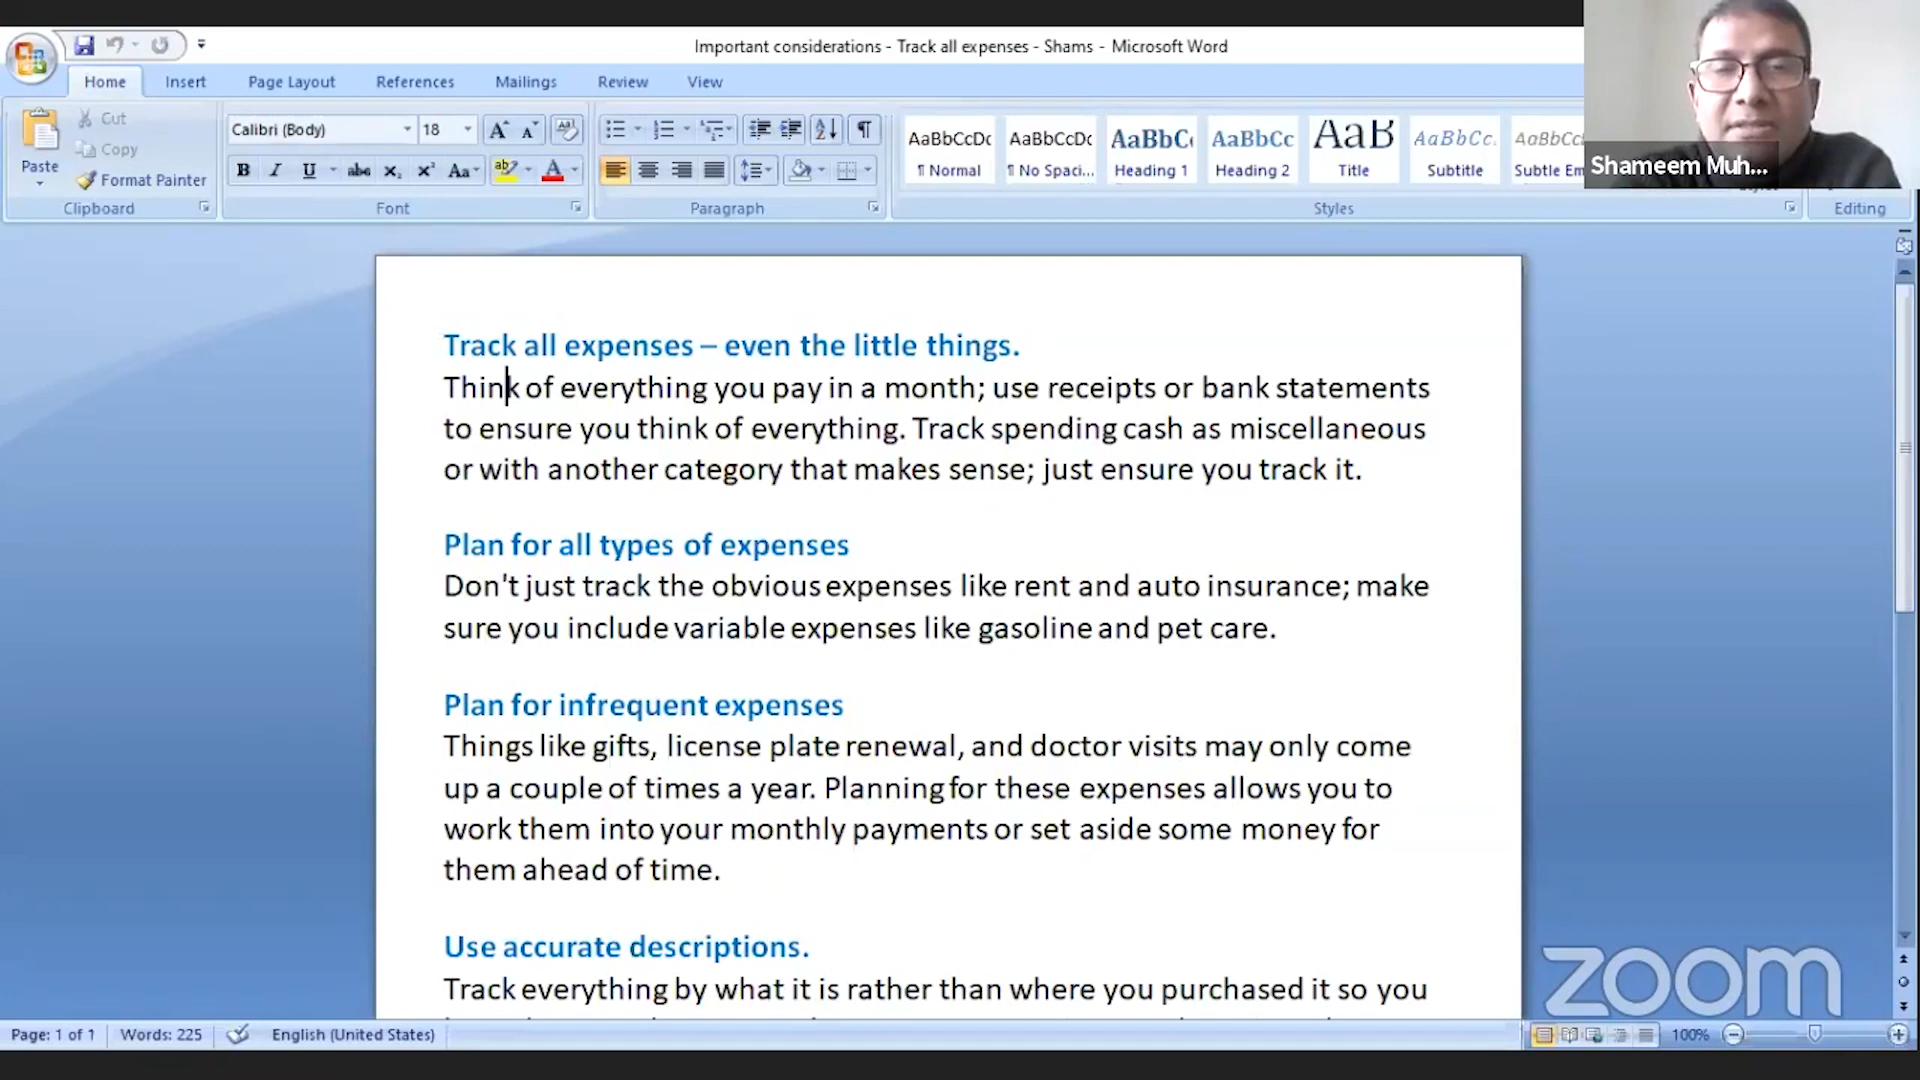 Important considerations - Track all expenses - Shams - Microsoft Word
Home Insert Page Layout References Mailings Review View
Paste
Cut
Copy
Format Painter
Clipboard
Calibri (Body) 18
Font
Paragraph
AaBbCcDc AaBbCcDc AaBbC AaBbCc AaB AaBbCc. AaBbCc
¶ Normal ¶ No Spaci... Heading 1 Heading 2 Title Subtitle Subtle Em
Styles
Editing
Shameem Muh...
Track all expenses – even the little things.
Think of everything you pay in a month; use receipts or bank statements
to ensure you think of everything. Track spending cash as miscellaneous
or with another category that makes sense; just ensure you track it.
Plan for all types of expenses
Don't just track the obvious expenses like rent and auto insurance; make
sure you include variable expenses like gasoline and pet care.
Plan for infrequent expenses
Things like gifts, license plate renewal, and doctor visits may only come
up a couple of times a year. Planning for these expenses allows you to
work them into your monthly payments or set aside some money for
them ahead of time.
Use accurate descriptions.
Track everything by what it is rather than where you purchased it so you
zoom
Page: 1 of 1 Words: 225 English (United States) 100%